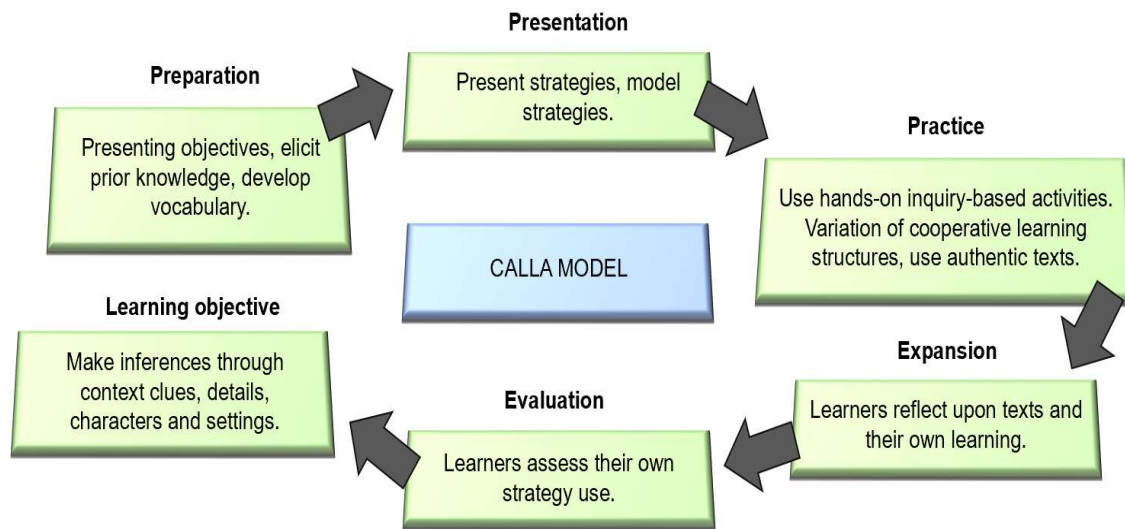 Presentation
Present strategies, model
strategies.
Preparation
Presenting objectives, elicit
prior knowledge, develop
vocabulary.
Practice
Use hands-on inquiry-based activities.
Variation of cooperative learning
structures, use authentic texts.
CALLA MODEL
Learning objective
Make inferences through
context clues, details,
characters and settings.
Evaluation
Learners assess their own
strategy use.
Expansion
Learners reflect upon texts and
their own learning.